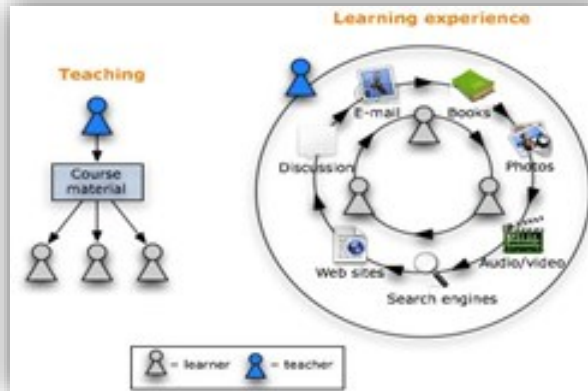 Learning experience
Teaching
E-mail
Books
Discussion
Photos
Course
material
Web sites
Audio/video
Search engines
= learner
= teacher